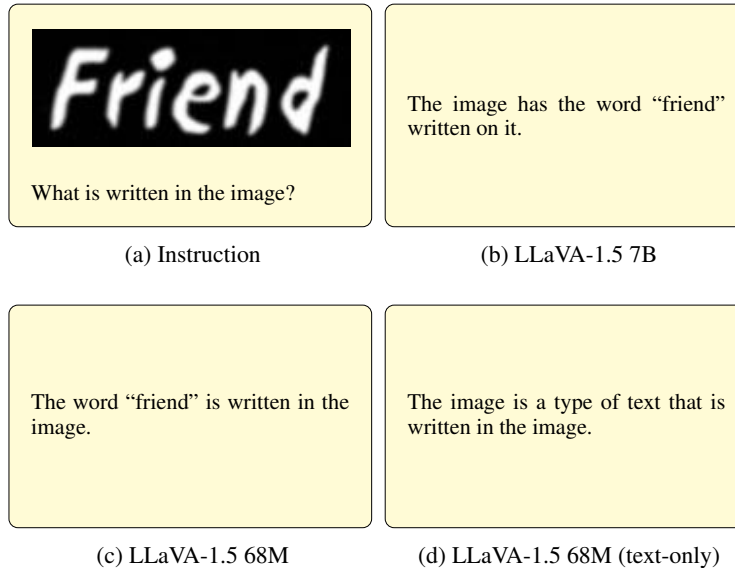 Friend
What is written in the image?
(a) Instruction
The image has the word “friend”
written on it.
(b) LLaVA-1.5 7B
The word “friend” is written in the
image.
(c) LLaVA-1.5 68M
The image is a type of text that is
written in the image.
(d) LLaVA-1.5 68M (text-only)